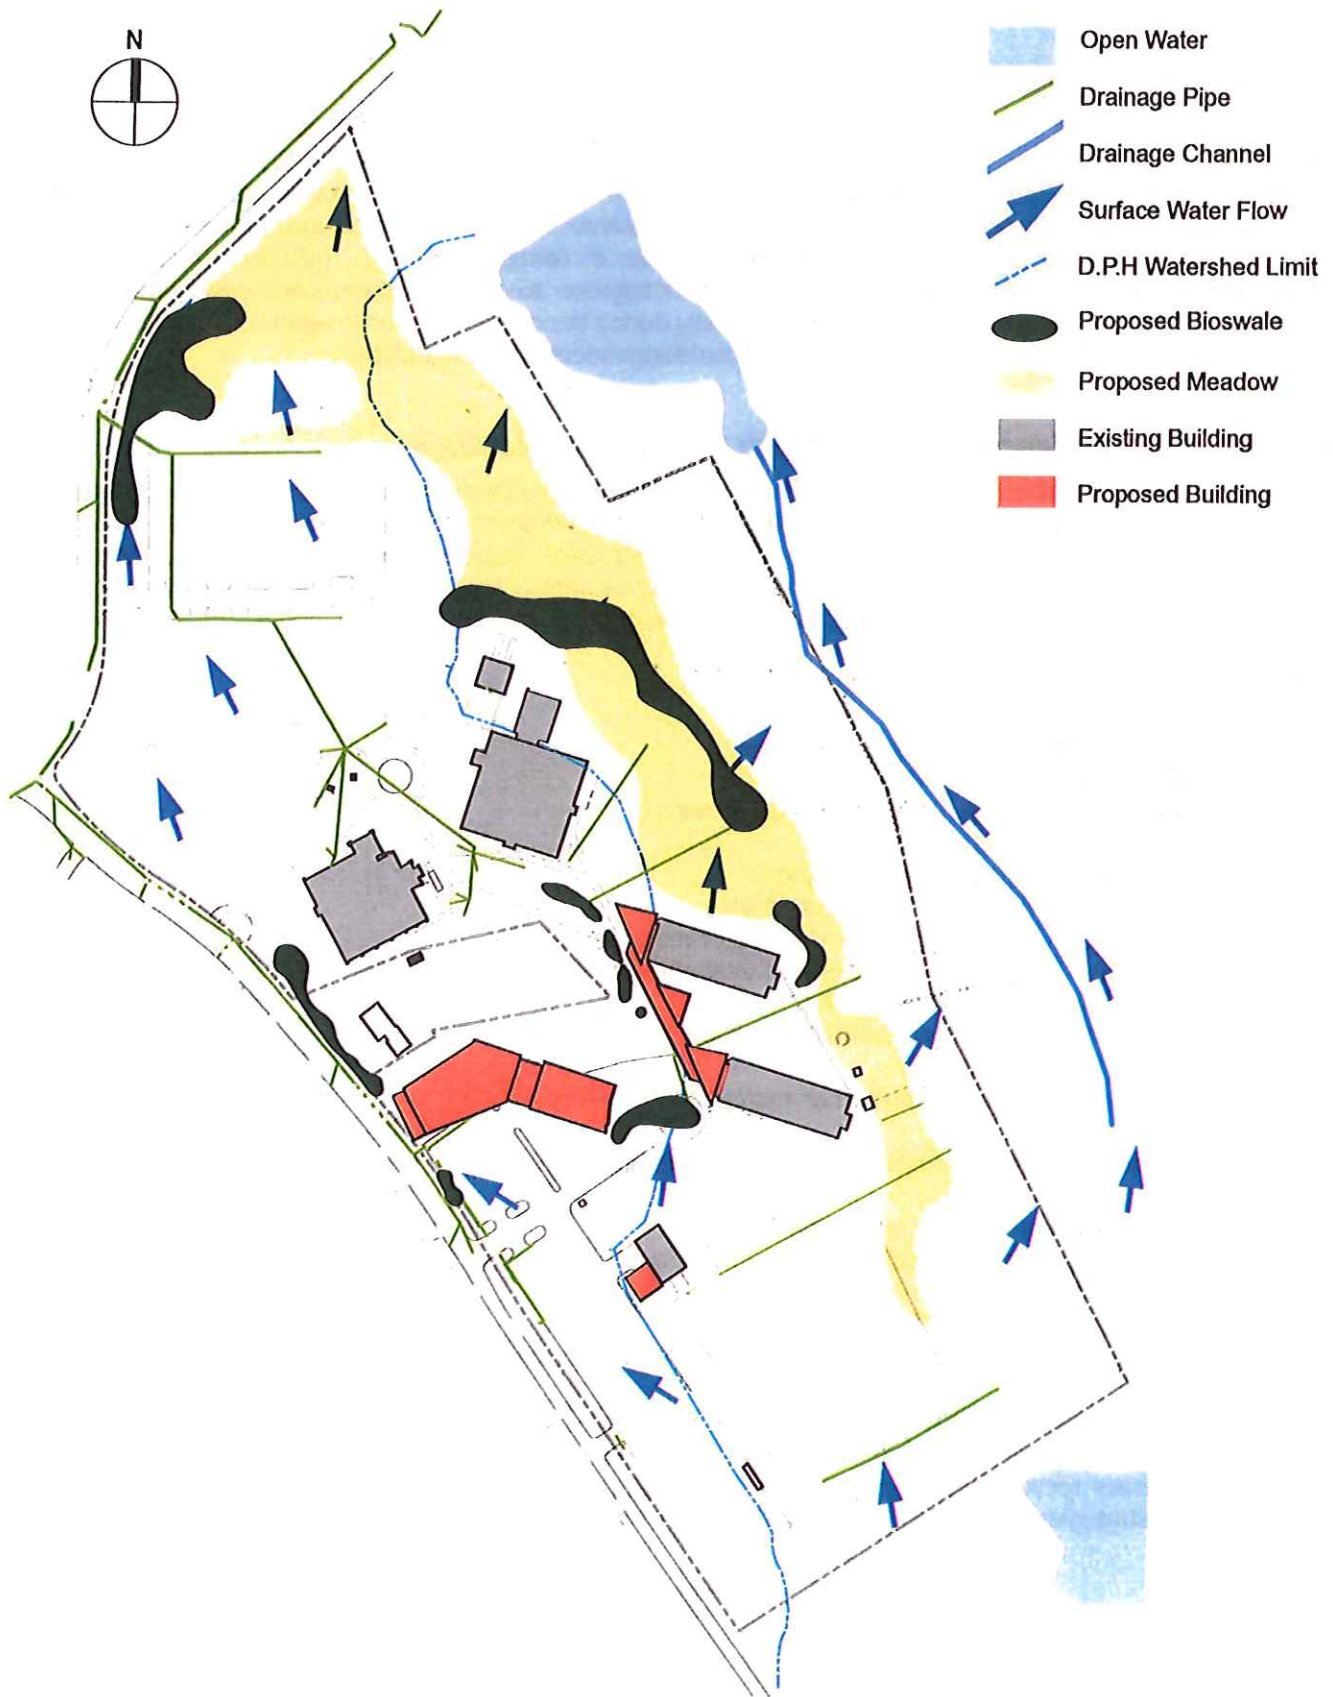 N
Open Water
Drainage Pipe
Drainage Channel
Surface Water Flow
D.P.H Watershed Limit
Proposed Bioswale
Proposed Meadow
Existing Building
Proposed Building